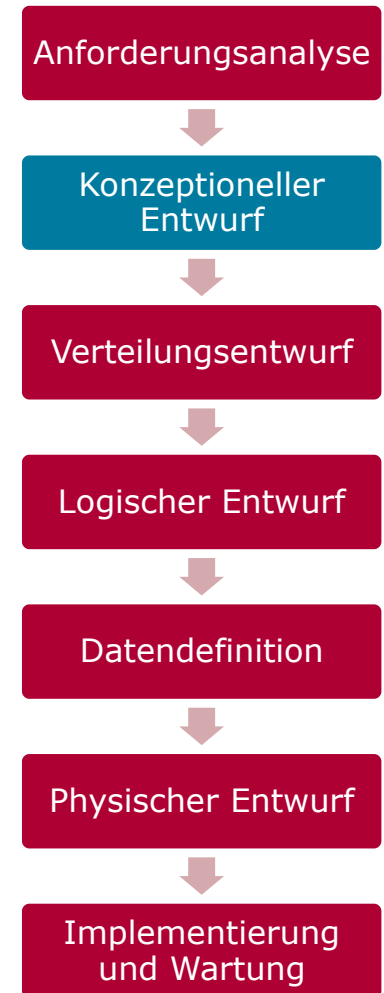 Anforderungsanalyse
Konzeptioneller
Entwurf
Verteilungsentwurf
Logischer Entwurf
Datendefinition
Physischer Entwurf
Implementierung
und Wartung